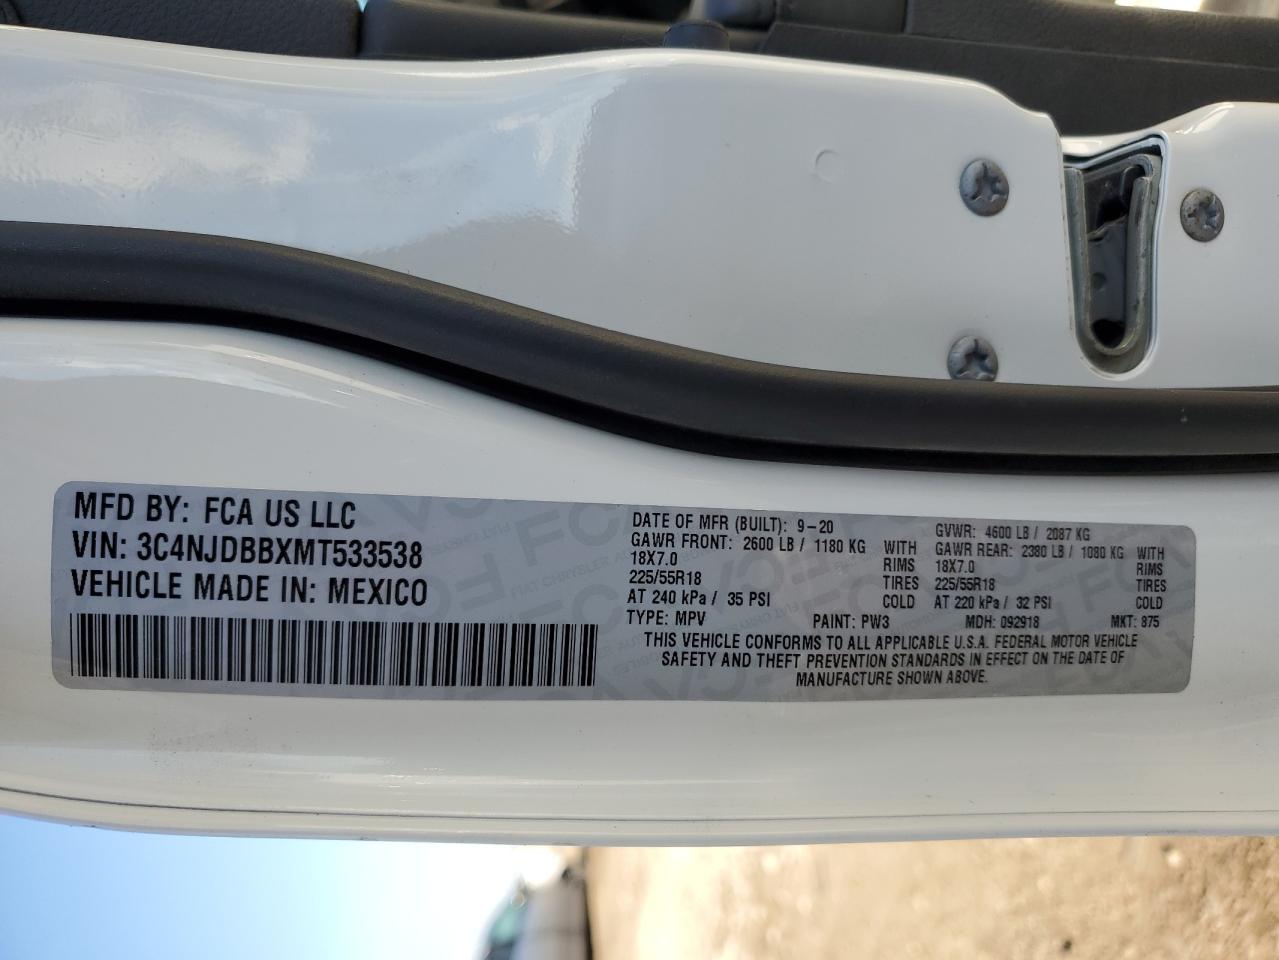 MFD BY: FCA US LLC
VIN: 3C4NJDBBXMT533538
VEHICLE MADE IN: MEXICO
DATE OF MFR (BUILT): 9-20
GAWR FRONT: 2600 LB / 1180 KG WITH
18X7.0 RIMS
225/55R18 TIRES
AT 240 kPa / 35 PSI COLD
GVWR: 4600 LB / 2087 KG
GAWR REAR: 2380 LB / 1080 KG WITH
18X7.0 RIMS
225/55R18 TIRES
AT 220 kPa / 32 PSI COLD
TYPE: MPV PAINT: PW3 MDH: 092918 MKT: 875
THIS VEHICLE CONFORMS TO ALL APPLICABLE U.S.A. FEDERAL MOTOR VEHICLE
SAFETY AND THEFT PREVENTION STANDARDS IN EFFECT ON THE DATE OF
MANUFACTURE SHOWN ABOVE.